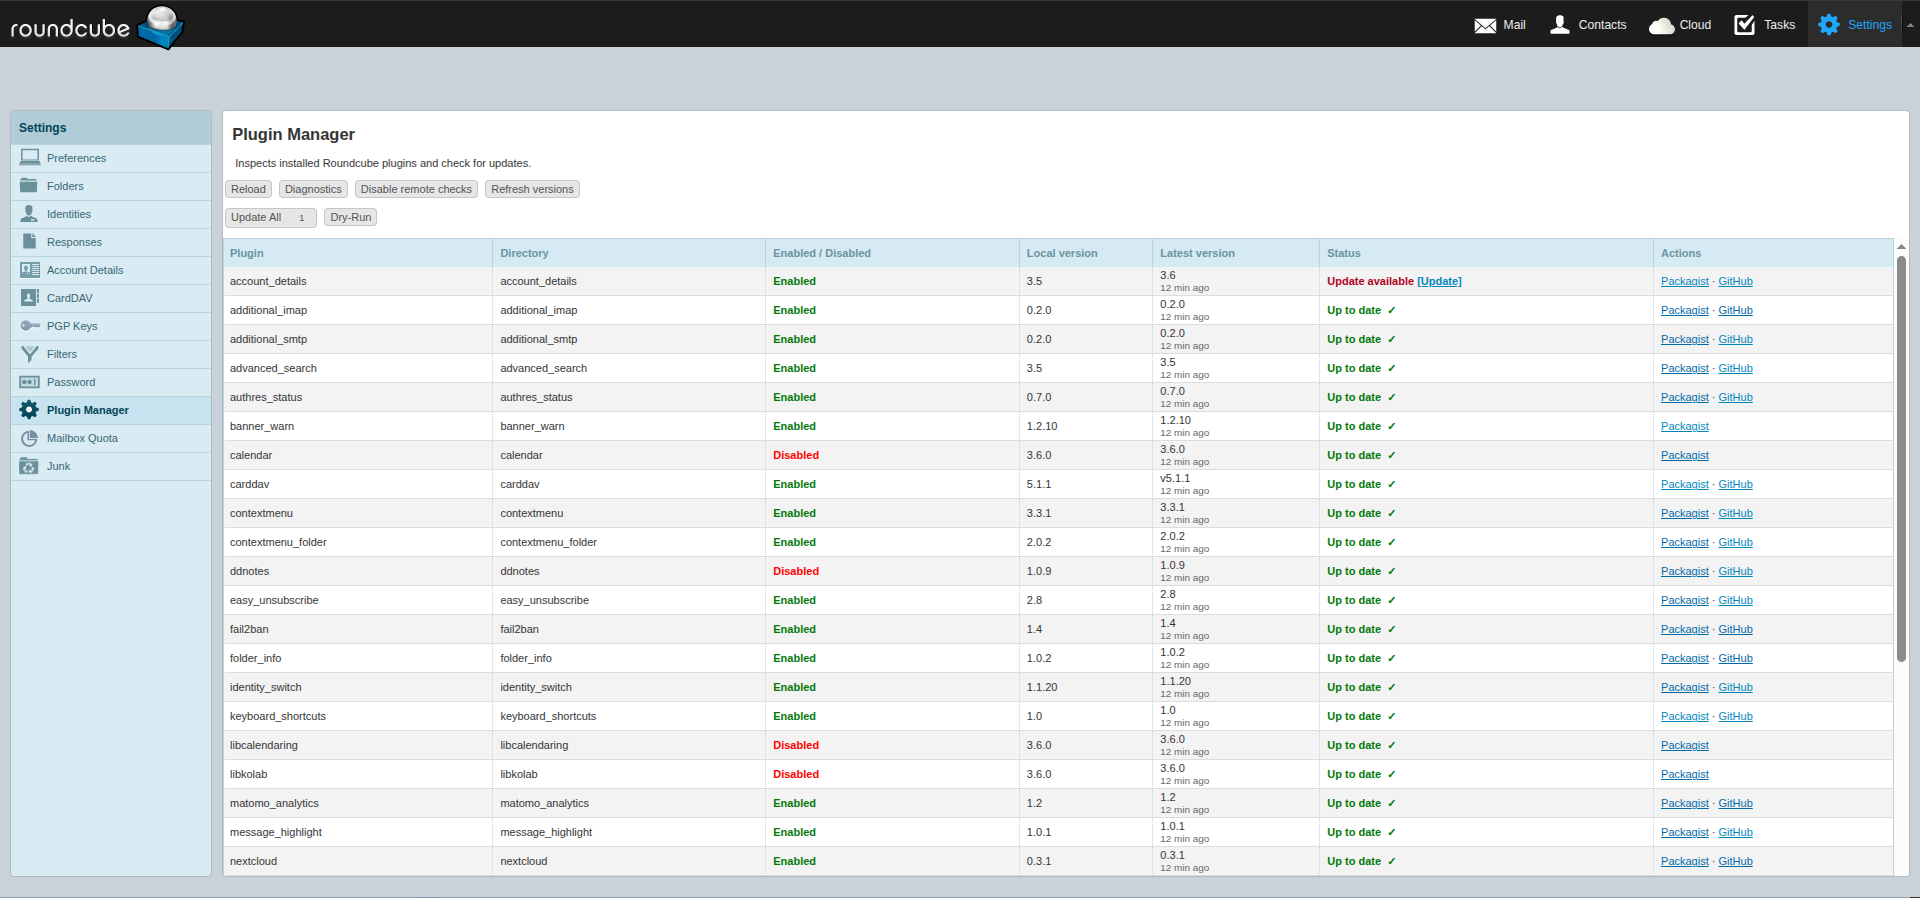 roundcube
Mail Contacts Cloud Tasks Settings
Settings
Preferences
Folders
Identities
Responses
Account Details
CardDAV
PGP Keys
Filters
Password
Plugin Manager
Mailbox Quota
Junk
Plugin Manager
Inspects installed Roundcube plugins and check for updates.
Reload Diagnostics Disable remote checks Refresh versions
Update All 1 Dry-Run
Plugin Directory Enabled / Disabled Local version Latest version Status Actions
account_details account_details Enabled 3.5 3.6 Update available [Update] Packagist · GitHub
12 min ago
additional_imap additional_imap Enabled 0.2.0 0.2.0 Up to date ✓ Packagist · GitHub
12 min ago
additional_smtp additional_smtp Enabled 0.2.0 0.2.0 Up to date ✓ Packagist · GitHub
12 min ago
advanced_search advanced_search Enabled 3.5 3.5 Up to date ✓ Packagist · GitHub
12 min ago
authres_status authres_status Enabled 0.7.0 0.7.0 Up to date ✓ Packagist · GitHub
12 min ago
banner_warn banner_warn Enabled 1.2.10 1.2.10 Up to date ✓ Packagist
12 min ago
calendar calendar Disabled 3.6.0 3.6.0 Up to date ✓ Packagist
12 min ago
carddav carddav Enabled 5.1.1 v5.1.1 Up to date ✓ Packagist · GitHub
12 min ago
contextmenu contextmenu Enabled 3.3.1 3.3.1 Up to date ✓ Packagist · GitHub
12 min ago
contextmenu_folder contextmenu_folder Enabled 2.0.2 2.0.2 Up to date ✓ Packagist · GitHub
12 min ago
ddnotes ddnotes Disabled 1.0.9 1.0.9 Up to date ✓ Packagist · GitHub
12 min ago
easy_unsubscribe easy_unsubscribe Enabled 2.8 2.8 Up to date ✓ Packagist · GitHub
12 min ago
fail2ban fail2ban Enabled 1.4 1.4 Up to date ✓ Packagist · GitHub
12 min ago
folder_info folder_info Enabled 1.0.2 1.0.2 Up to date ✓ Packagist · GitHub
12 min ago
identity_switch identity_switch Enabled 1.1.20 1.1.20 Up to date ✓ Packagist · GitHub
12 min ago
keyboard_shortcuts keyboard_shortcuts Enabled 1.0 1.0 Up to date ✓ Packagist · GitHub
12 min ago
libcalendaring libcalendaring Disabled 3.6.0 3.6.0 Up to date ✓ Packagist
12 min ago
libkolab libkolab Disabled 3.6.0 3.6.0 Up to date ✓ Packagist
12 min ago
matomo_analytics matomo_analytics Enabled 1.2 1.2 Up to date ✓ Packagist · GitHub
12 min ago
message_highlight message_highlight Enabled 1.0.1 1.0.1 Up to date ✓ Packagist · GitHub
12 min ago
nextcloud nextcloud Enabled 0.3.1 0.3.1 Up to date ✓ Packagist · GitHub
12 min ago